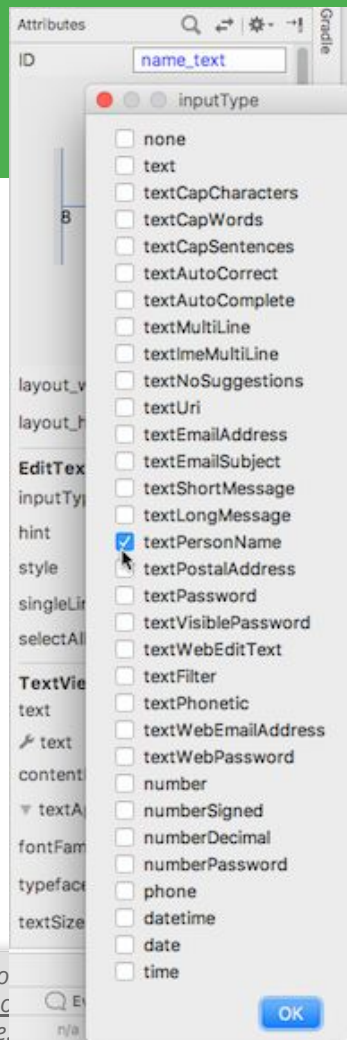 Attributes
Gradle
ID
name_text
inputType
none
text
textCapCharacters
textCapWords
textCapSentences
textAutoCorrect
textAutoComplete
textMultiLine
textImeMultiLine
textNoSuggestions
textUri
textEmailAddress
textEmailSubject
textShortMessage
textLongMessage
textPersonName
textPostalAddress
textPassword
textVisiblePassword
textWebEditText
textFilter
textPhonetic
textWebEmailAddress
textWebPassword
number
numberSigned
numberDecimal
numberPassword
phone
datetime
date
time
OK
8
layout_w
layout_h
EditTex
inputTyp
hint
style
singleLin
selectAll
TextVie
text
text
content
textA
fontFam
typeface
textSize
n/a